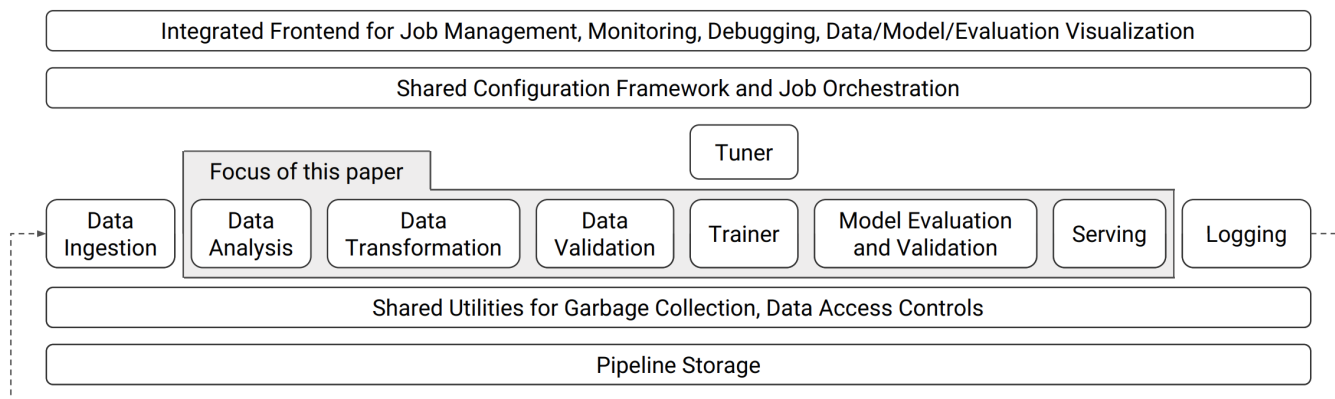 Integrated Frontend for Job Management, Monitoring, Debugging, Data/Model/Evaluation Visualization
Shared Configuration Framework and Job Orchestration
Tuner
Focus of this paper
Data
Ingestion
Data
Analysis
Data
Transformation
Data
Validation
Trainer
Model Evaluation
and Validation
Serving
Logging
Shared Utilities for Garbage Collection, Data Access Controls
Pipeline Storage